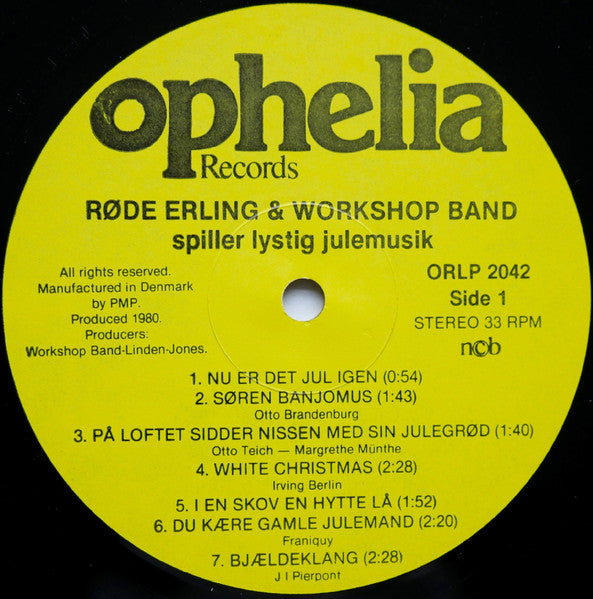 ophelia
Records
RØDE ERLING & WORKSHOP BAND
spiller lystig julemusik
All rights reserved.
Manufactured in Denmark
by PMP.
Produced 1980.
Producers:
Workshop Band-Linden-Jones.
ORLP 2042
Side 1
STEREO 33 RPM
ncb
1. NU ER DET JUL IGEN (0:54)
2. SØREN BANJOMUS (1:43)
Otto Brandenburg
3. PÅ LOFTET SIDDER NISSEN MED SIN JULEGRØD (1:40)
Otto Teich — Margrethe Münthe
4. WHITE CHRISTMAS (2:28)
Irving Berlin
5. I EN SKOV EN HYTTE LÅ (1:52)
6. DU KÆRE GAMLE JULEMAND (2:20)
Franiquy
7. BJÆLDEKLANG (2:28)
J I Pierpont